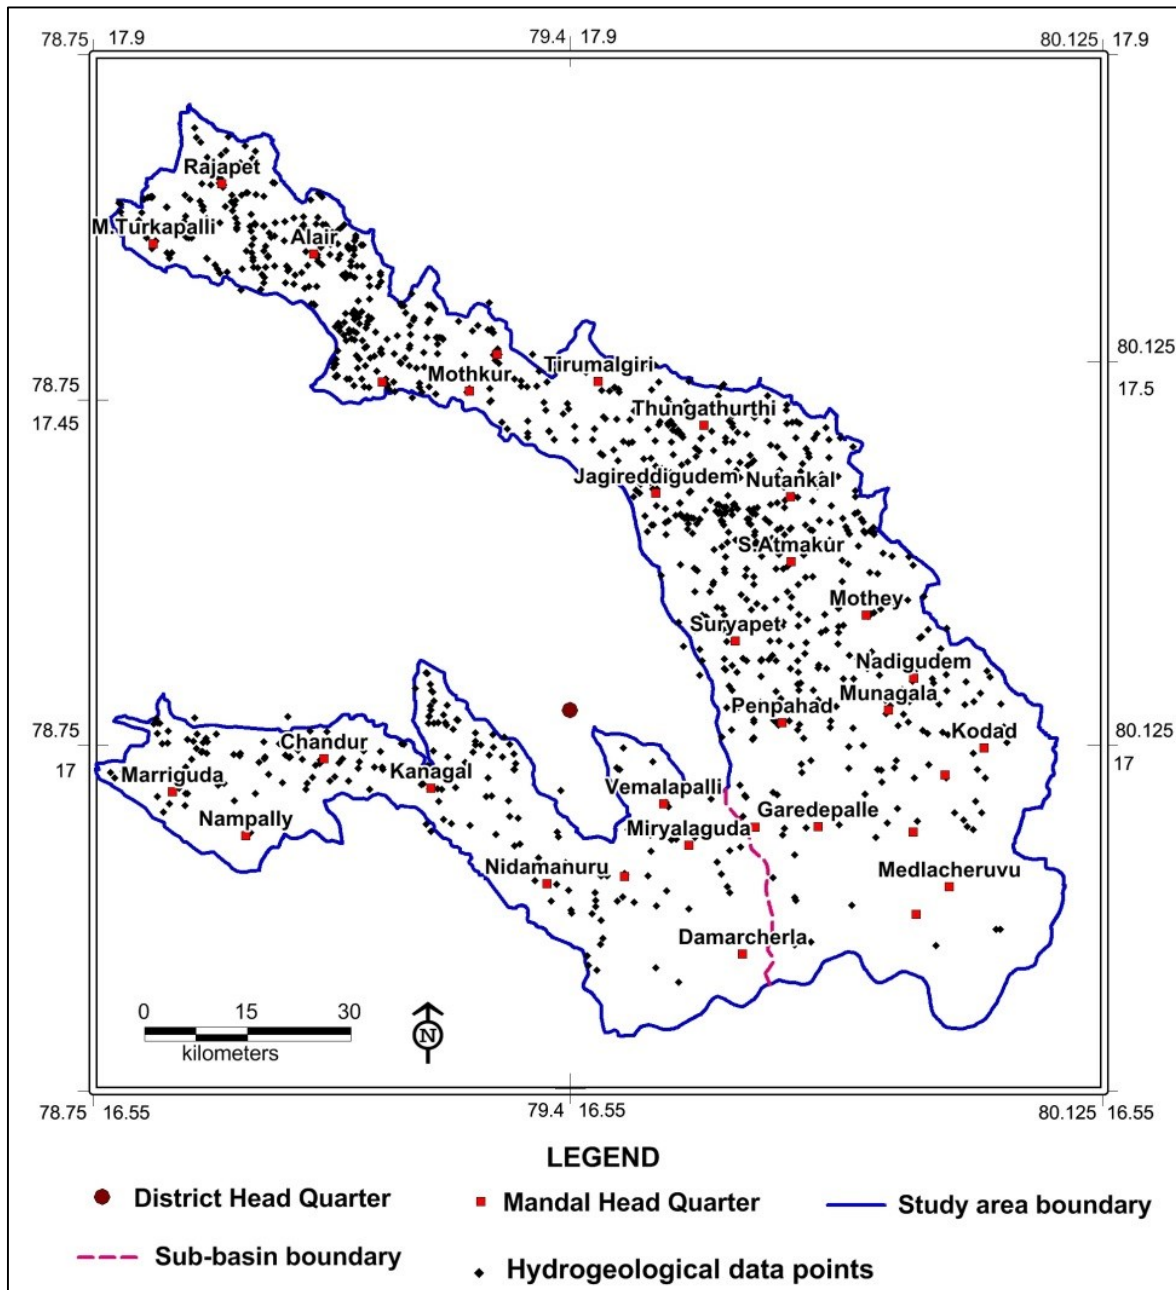 78.75 17.9
79.4 17.9
80.125 17.9
Rajapet
M.Turkapalli
Alair
Tirumalgiri
Mothkur
80.125
17.5
78.75
17.45
Thungathurthi
Jagireddigudem
Nutankal
S.Atmakur
Mothey
Suryapet
Nadigudem
Munagala
Penpahad
Kodad
78.75
17
80.125
17
Chandur
Marriguda
Kanagal
Vemalapalli
Nampally
Garedepalle
Miryalaguda
Nidamanuru
Medlacheruvu
Damarcherla
0 15 30
kilometers
N
78.75 16.55
79.4 16.55
80.125 16.55
LEGEND
District Head Quarter
Mandal Head Quarter
Study area boundary
Sub-basin boundary
Hydrogeological data points